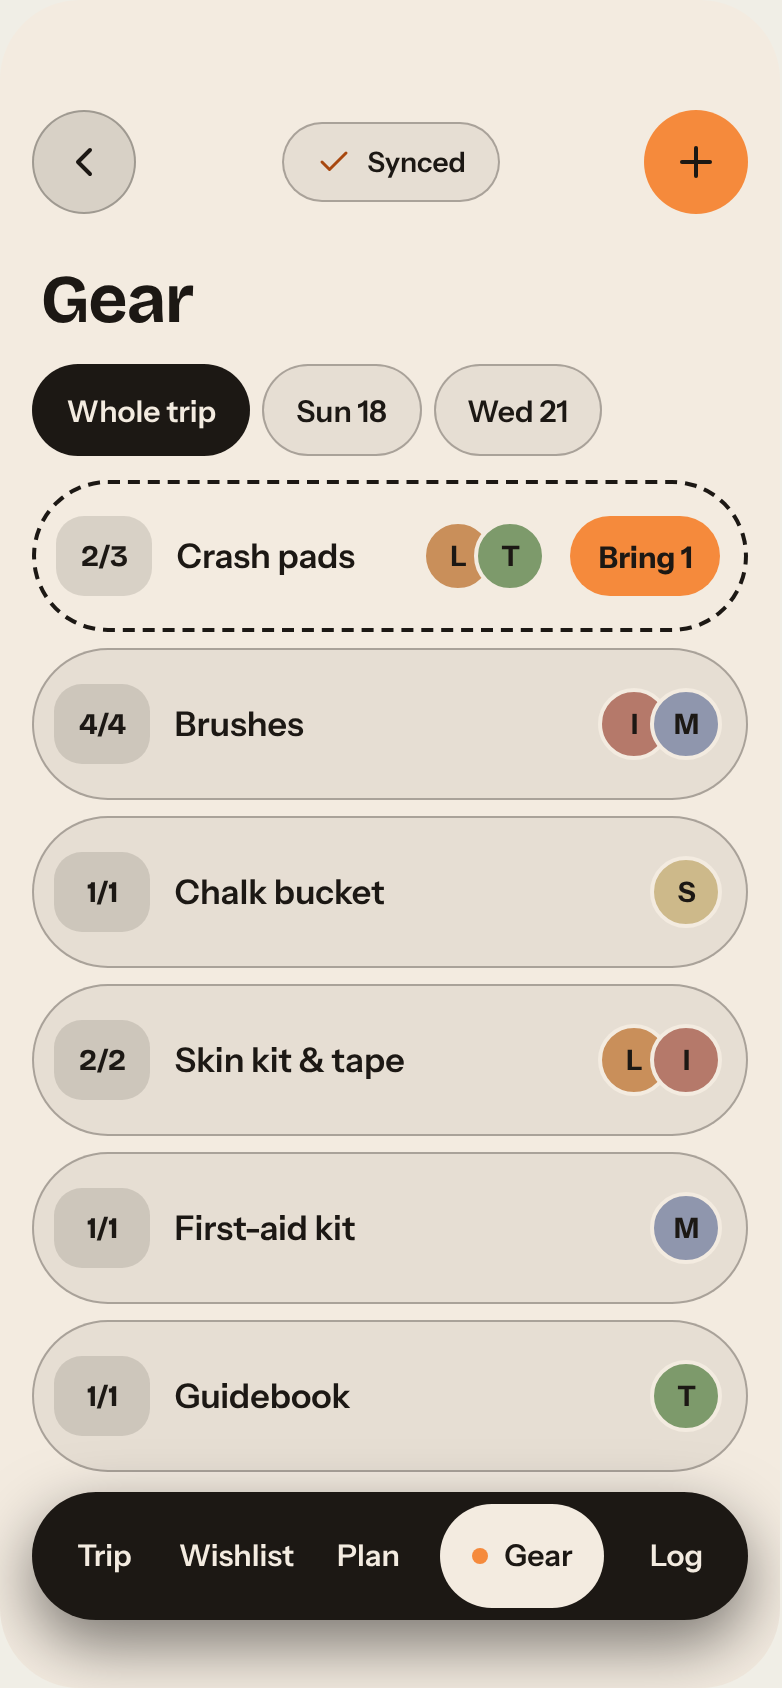 Synced
Gear
Whole trip Sun 18 Wed 21
2/3 Crash pads L T Bring 1
4/4 Brushes I M
1/1 Chalk bucket S
2/2 Skin kit & tape L I
1/1 First-aid kit M
1/1 Guidebook T
Trip Wishlist Plan Gear Log